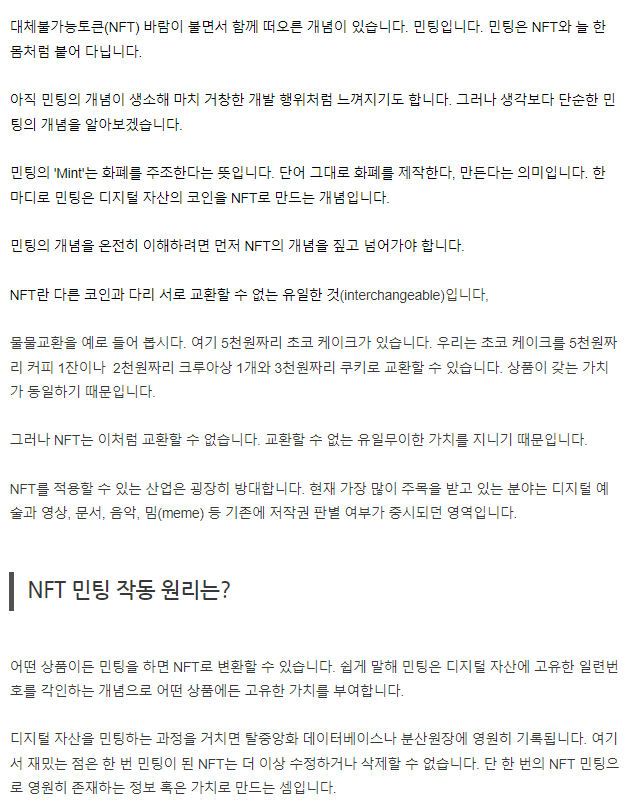 대체불가능토큰(NFT) 바람이 불면서 함께 떠오른 개념이 있습니다. 민팅입니다. 민팅은 NFT와 늘 한
몸처럼 붙어 다닙니다.
아직 민팅의 개념이 생소해 마치 거창한 개발 행위처럼 느껴지기도 합니다. 그러나 생각보다 단순한 민
팅의 개념을 알아보겠습니다.
민팅의 'Mint'는 화폐를 주조한다는 뜻입니다. 단어 그대로 화폐를 제작한다, 만든다는 의미입니다. 한
마디로 민팅은 디지털 자산의 코인을 NFT로 만드는 개념입니다.
민팅의 개념을 온전히 이해하려면 먼저 NFT의 개념을 짚고 넘어가야 합니다.
NFT란 다른 코인과 다리 서로 교환할 수 없는 유일한 것(interchangeable)입니다,
물물교환을 예로 들어 봅시다. 여기 5천원짜리 초코 케이크가 있습니다. 우리는 초코 케이크를 5천원짜
리 커피 1잔이나 2천원짜리 크루아상 1개와 3천원짜리 쿠키로 교환할 수 있습니다. 상품이 갖는 가치
가 동일하기 때문입니다.
그러나 NFT는 이처럼 교환할 수 없습니다. 교환할 수 없는 유일무이한 가치를 지니기 때문입니다.
NFT를 적용할 수 있는 산업은 굉장히 방대합니다. 현재 가장 많이 주목을 받고 있는 분야는 디지털 예
술과 영상, 문서, 음악, 밈(meme) 등 기존에 저작권 판별 여부가 중시되던 영역입니다.
NFT 민팅 작동 원리는?
어떤 상품이든 민팅을 하면 NFT로 변환할 수 있습니다. 쉽게 말해 민팅은 디지털 자산에 고유한 일련번
호를 각인하는 개념으로 어떤 상품에든 고유한 가치를 부여합니다.
디지털 자산을 민팅하는 과정을 거치면 탈중앙화 데이터베이스나 분산원장에 영원히 기록됩니다. 여기
서 재밌는 점은 한 번 민팅이 된 NFT는 더 이상 수정하거나 삭제할 수 없습니다. 단 한 번의 NFT 민팅으
로 영원히 존재하는 정보 혹은 가치로 만드는 셈입니다.